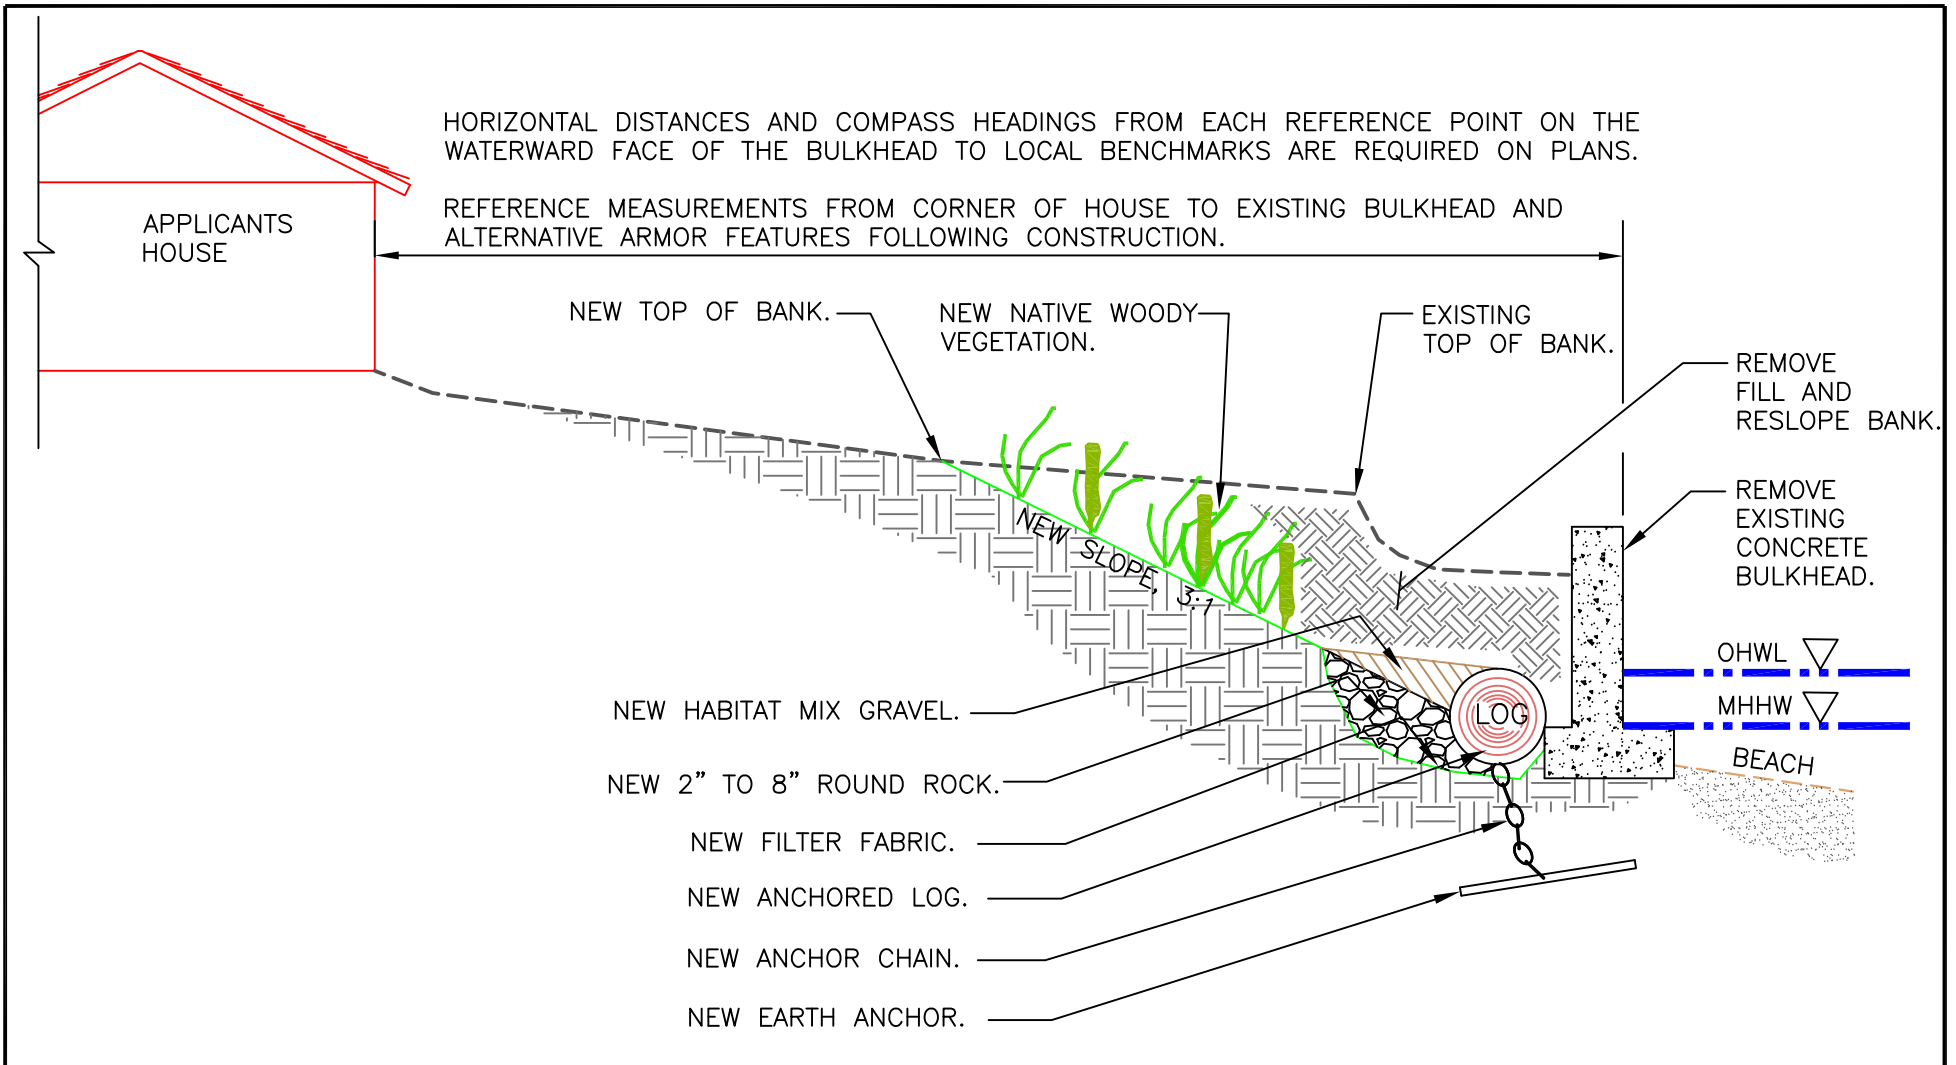 HORIZONTAL DISTANCES AND COMPASS HEADINGS FROM EACH REFERENCE POINT ON THE
WATERWARD FACE OF THE BULKHEAD TO LOCAL BENCHMARKS ARE REQUIRED ON PLANS.
REFERENCE MEASUREMENTS FROM CORNER OF HOUSE TO EXISTING BULKHEAD AND
ALTERNATIVE ARMOR FEATURES FOLLOWING CONSTRUCTION.
APPLICANTS
HOUSE
NEW TOP OF BANK.
NEW NATIVE WOODY
VEGETATION.
EXISTING
TOP OF BANK.
REMOVE
FILL AND
RESLOPE BANK.
REMOVE
EXISTING
CONCRETE
BULKHEAD.
NEW SLOPE, 3:1
OHWL
MHHW
LOG
BEACH
NEW HABITAT MIX GRAVEL.
NEW 2” TO 8” ROUND ROCK.
NEW FILTER FABRIC.
NEW ANCHORED LOG.
NEW ANCHOR CHAIN.
NEW EARTH ANCHOR.